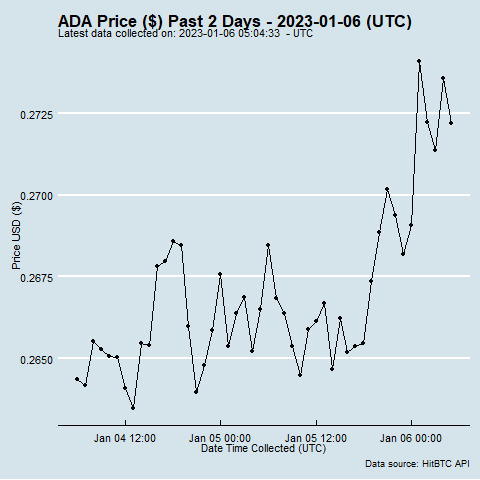 ADA Price ($) Past 2 Days - 2023-01-06 (UTC)
Latest data collected on: 2023-01-06 05:04:33 - UTC
0.2725
0.2700
0.2675
0.2650
Price USD ($)
Jan 04 12:00 Jan 05 00:00 Jan 05 12:00 Jan 06 00:00
Date Time Collected (UTC)
Data source: HitBTC API